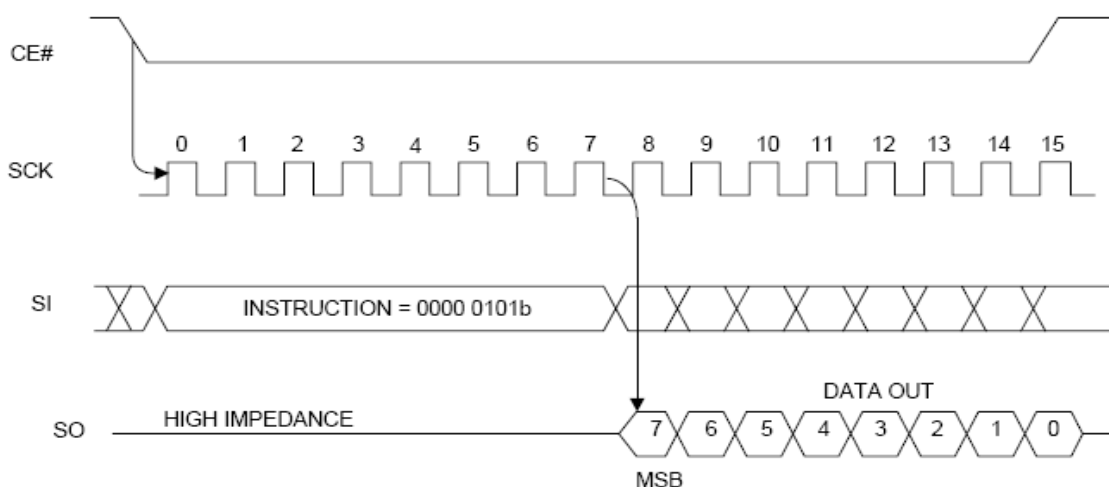 CE#
0 1 2 3 4 5 6 7 8 9 10 11 12 13 14 15
SCK
SI
INSTRUCTION = 0000 0101b
DATA OUT
HIGH IMPEDANCE
SO
7 6 5 4 3 2 1 0
MSB